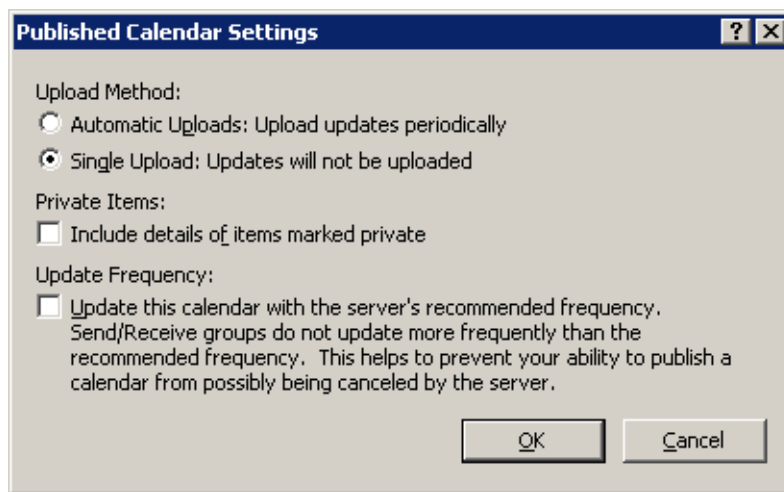 Published Calendar Settings
?
Upload Method:
Automatic Uploads: Upload updates periodically
Single Upload: Updates will not be uploaded
Private Items:
Include details of items marked private
Update Frequency:
Update this calendar with the server's recommended frequency.
Send/Receive groups do not update more frequently than the
recommended frequency.  This helps to prevent your ability to publish a
calendar from possibly being canceled by the server.
OK
Cancel